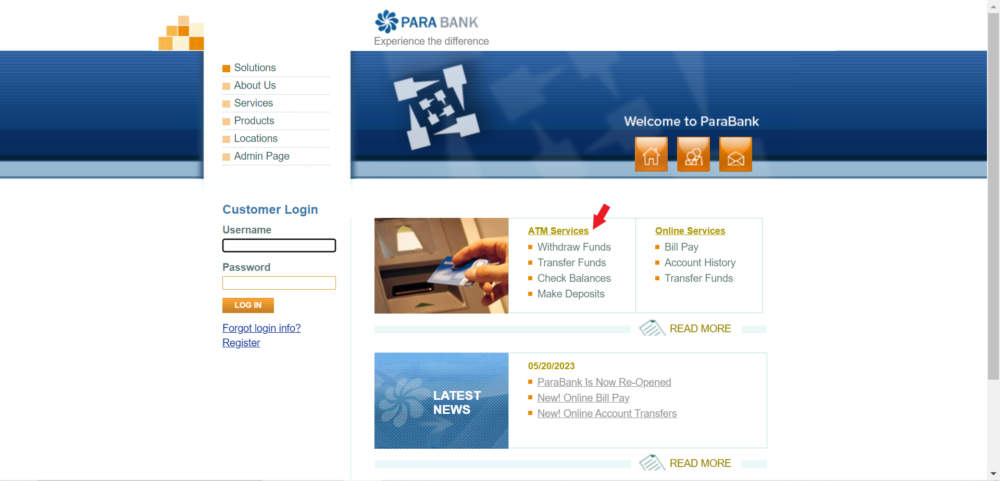 PARA BANK
Experience the difference
Solutions
About Us
Services
Products
Locations
Admin Page
Welcome to ParaBank
Customer Login
Username
Password
LOG IN
Forgot login info?
Register
ATM Services
Withdraw Funds
Transfer Funds
Check Balances
Make Deposits
Online Services
Bill Pay
Account History
Transfer Funds
READ MORE
LATEST
NEWS
05/20/2023
ParaBank Is Now Re-Opened
New! Online Bill Pay
New! Online Account Transfers
READ MORE